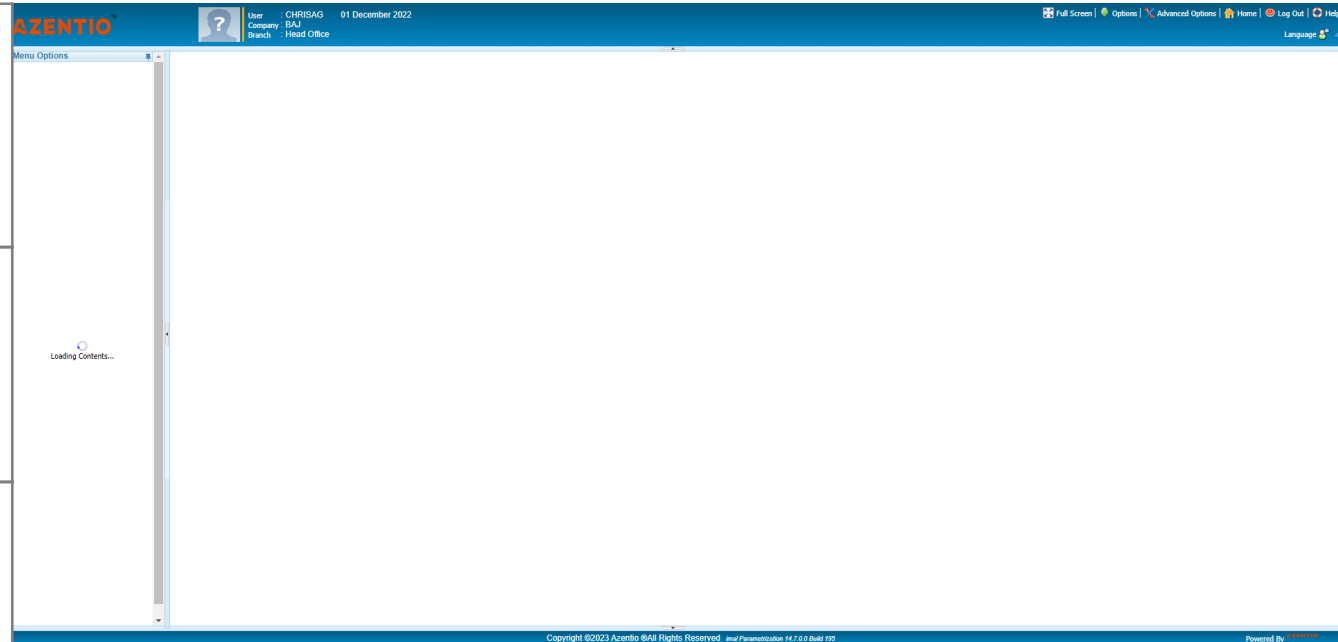 AZENTIO
User : CHRISAG 01 December 2022
Company : BAJ
Branch : Head Office
Full Screen | Options | Advanced Options | Home | Log Out | Help
Language
Menu Options
Loading Contents...
Copyright ©2023 Azentio ®All Rights Reserved imal Parametrization 14.7.0.0 Build 195
Powered By AZENTIO